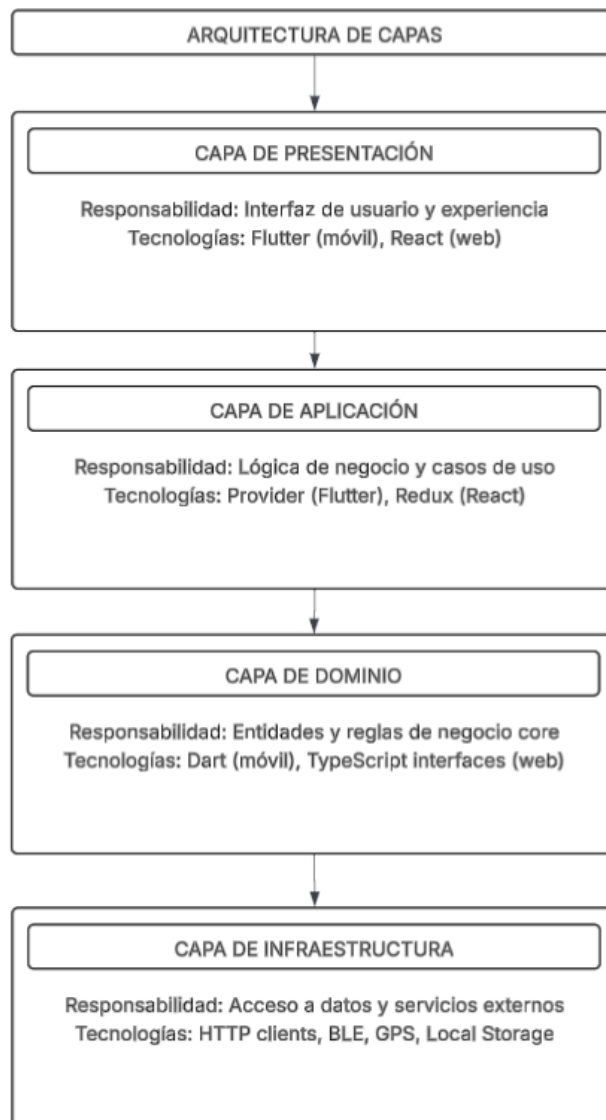 ARQUITECTURA DE CAPAS
CAPA DE PRESENTACIÓN
Responsabilidad: Interfaz de usuario y experiencia
Tecnologías: Flutter (móvil), React (web)
CAPA DE APLICACIÓN
Responsabilidad: Lógica de negocio y casos de uso
Tecnologías: Provider (Flutter), Redux (React)
CAPA DE DOMINIO
Responsabilidad: Entidades y reglas de negocio core
Tecnologías: Dart (móvil), TypeScript interfaces (web)
CAPA DE INFRAESTRUCTURA
Responsabilidad: Acceso a datos y servicios externos
Tecnologías: HTTP clients, BLE, GPS, Local Storage